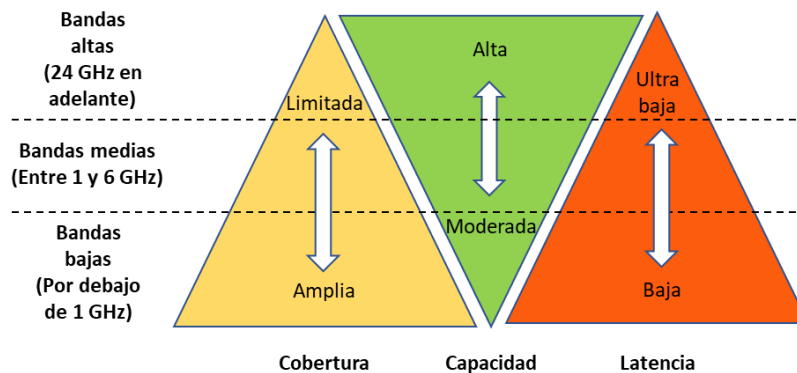 Bandas
altas
(24 GHz en
adelante)
Bandas medias
(Entre 1 y 6 GHz)
Bandas
bajas
(Por debajo
de 1 GHz)
Limitada
Amplia
Alta
Moderada
Ultra
baja
Baja
Cobertura
Capacidad
Latencia